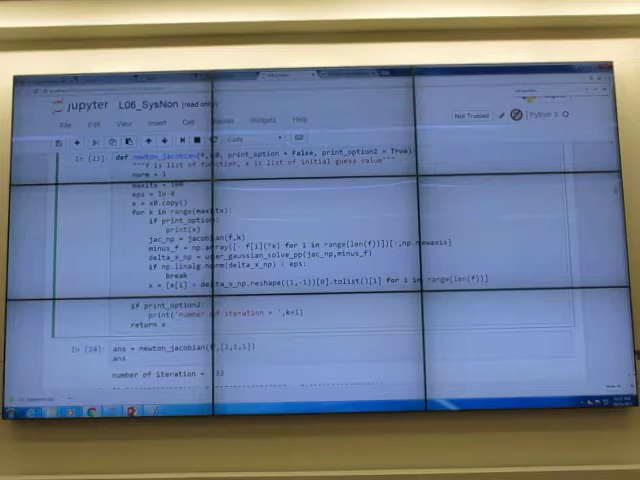 jupyter L06_SysNon (read only)
File Edit View Insert Cell Widgets Help
Not Trusted Python 3
Code
In [23]: def newton_jacobian(f,x0, print_option = False, print_option2 = True)
"""f is list of function, x is list of initial guess value"""
norm = 1
maxitx = 100
eps = 1e-8
x = x0.copy()
for k in range(maxitx):
if print_option:
print(x)
jac_np = jacobian(f,x)
minus_f = np.array([- f[i](*x) for i in range(len(f))])[:,np.newaxis]
delta_x_np = user_gaussian_solve_pp(jac_np,minus_f)
if np.linalg.norm(delta_x_np) < eps:
break
x = [x[i] + delta_x_np.reshape((1,-1))[0].tolist()[i] for i in range(len(f))]
if print_option2:
print('number of iteration = ',k+1)
return x
In [24]: ans = newton_jacobian(f,[1,1,1])
ans
number of iteration = 33